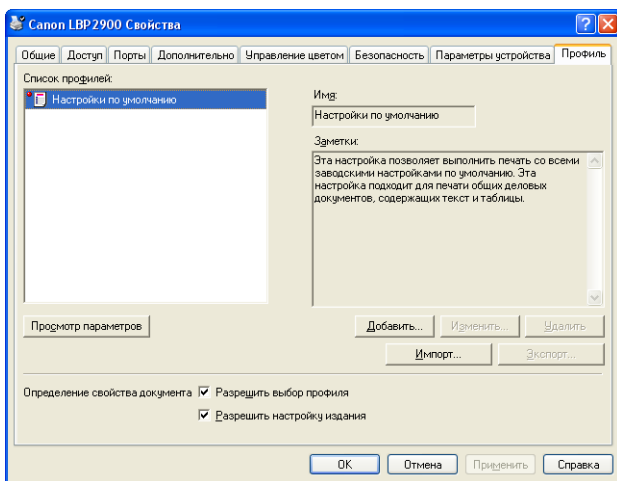 Canon LBP2900 Свойства
Общие Доступ Порты Дополнительно Управление цветом Безопасность Параметры устройства Профиль
Список профилей:
Настройки по умолчанию
Имя:
Настройки по умолчанию
Заметки:
Эта настройка позволяет выполнить печать со всеми
заводскими настройками по умолчанию. Эта
настройка подходит для печати общих деловых
документов, содержащих текст и таблицы.
Просмотр параметров
Добавить... Изменить... Удалить
Импорт... Экспорт...
Определение свойства документа Разрешить выбор профиля
Разрешить настройку издания
OK Отмена Применить Справка